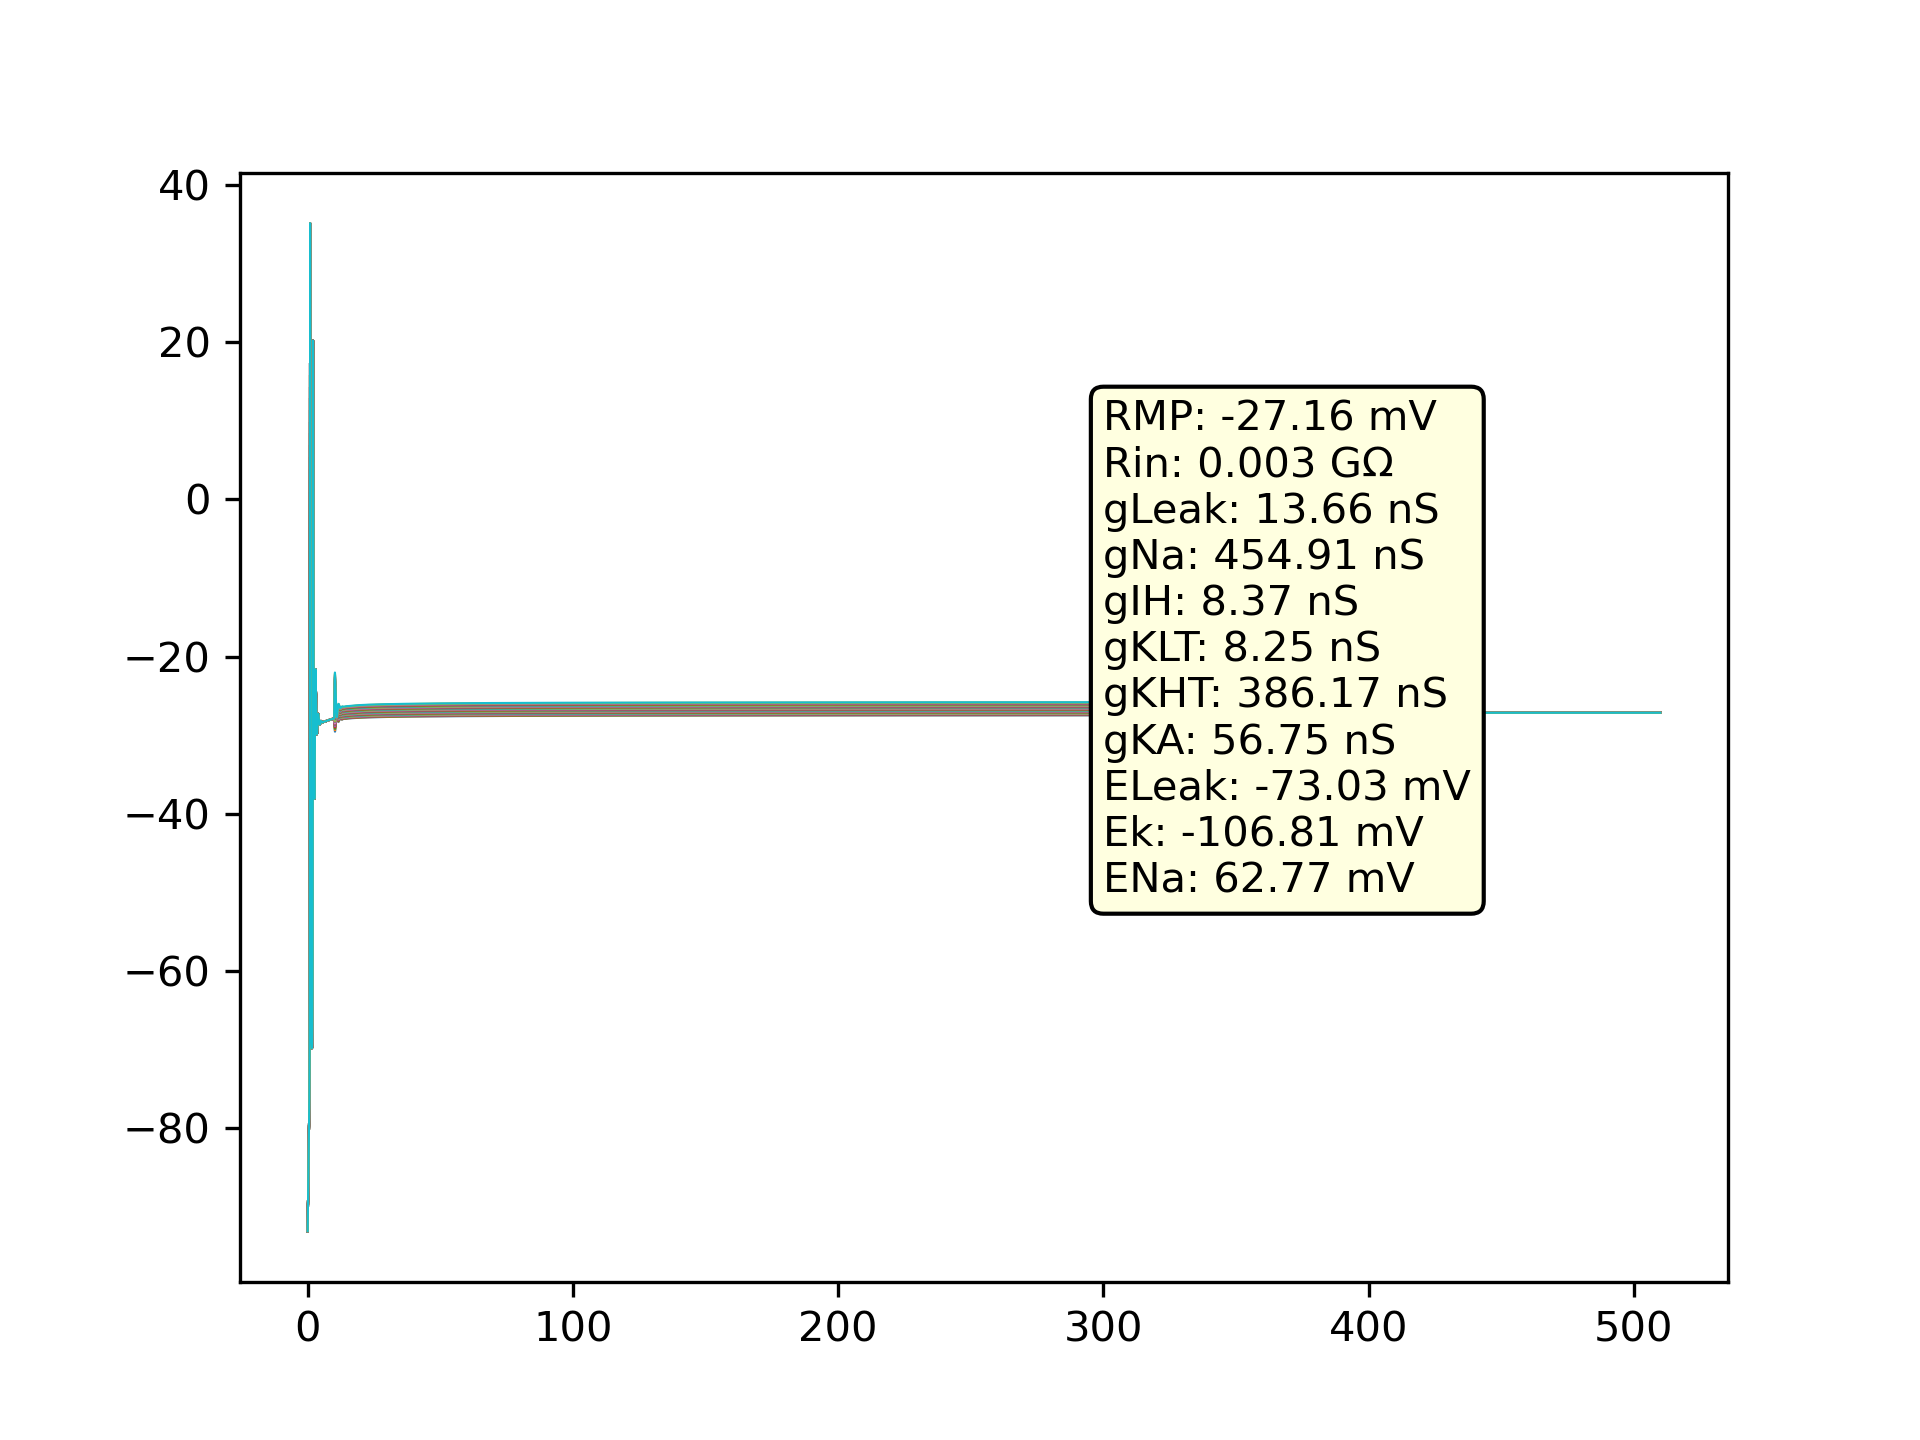 40
20
0
−20
−40
−60
−80
RMP: -27.16 mV
Rin: 0.003 GΩ
gLeak: 13.66 nS
gNa: 454.91 nS
gIH: 8.37 nS
gKLT: 8.25 nS
gKHT: 386.17 nS
gKA: 56.75 nS
ELeak: -73.03 mV
Ek: -106.81 mV
ENa: 62.77 mV
0 100 200 300 400 500